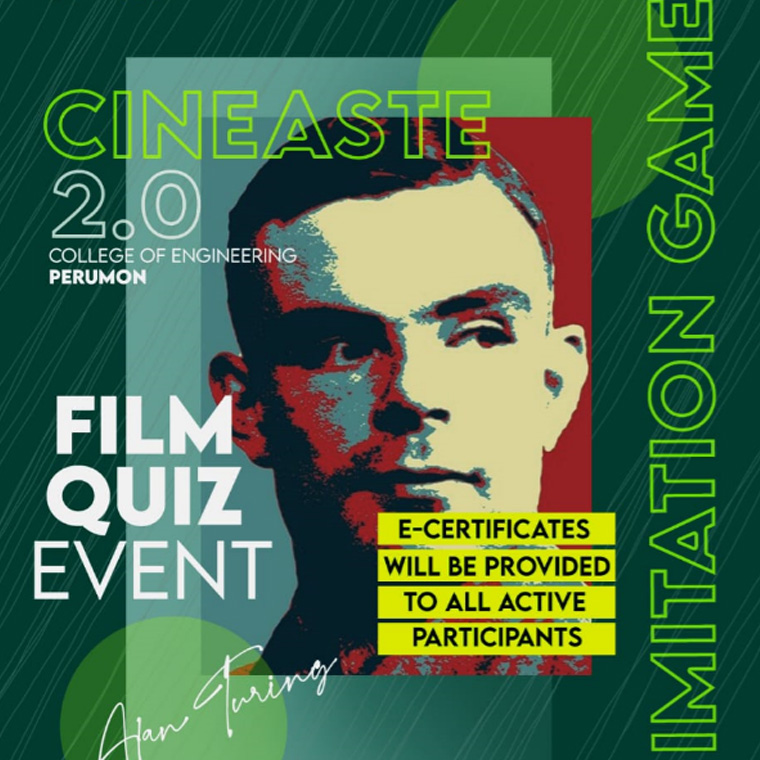 CINEASTE
2.0
COLLEGE OF ENGINEERING
PERUMON
FILM
QUIZ
EVENT
E-CERTIFICATES
WILL BE PROVIDED
TO ALL ACTIVE
PARTICIPANTS
Alan Turing
IMITATION GAME